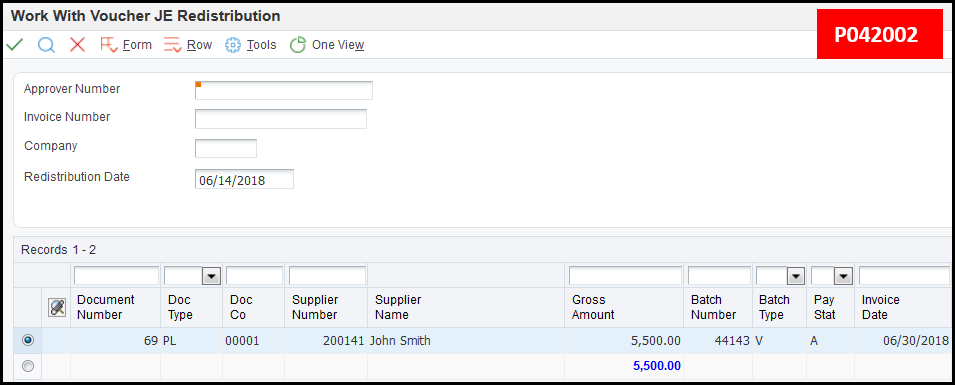 Work With Voucher JE Redistribution
P042002
Form Row Tools One View
Approver Number
Invoice Number
Company
Redistribution Date 06/14/2018
Records 1 - 2
Document Number Doc Type Doc Co Supplier Number Supplier Name Gross Amount Batch Number Batch Type Pay Stat Invoice Date
69 PL 00001 200141 John Smith 5,500.00 44143 V A 06/30/2018
5,500.00